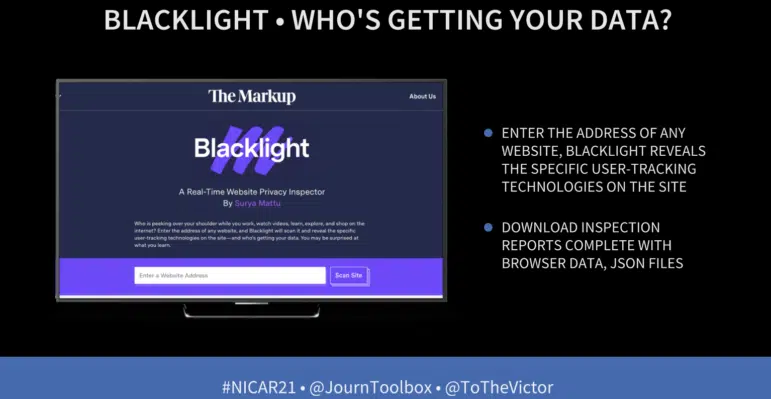 BLACKLIGHT • WHO'S GETTING YOUR DATA?
The Markup
About Us
Blacklight
A Real-Time Website Privacy Inspector
By Surya Mattu
Who is peeking over your shoulder while you work, watch videos, learn, explore, and shop on the
internet? Enter the address of any website, and Blacklight will scan it and reveal the specific
user-tracking technologies on the site—and who's getting your data. You may be surprised at
what you learn.
Enter a Website Address
Scan Site
• ENTER THE ADDRESS OF ANY
WEBSITE, BLACKLIGHT REVEALS
THE SPECIFIC USER-TRACKING
TECHNOLOGIES ON THE SITE
• DOWNLOAD INSPECTION
REPORTS COMPLETE WITH
BROWSER DATA, JSON FILES
#NICAR21 • @JournToolbox • @ToTheVictor